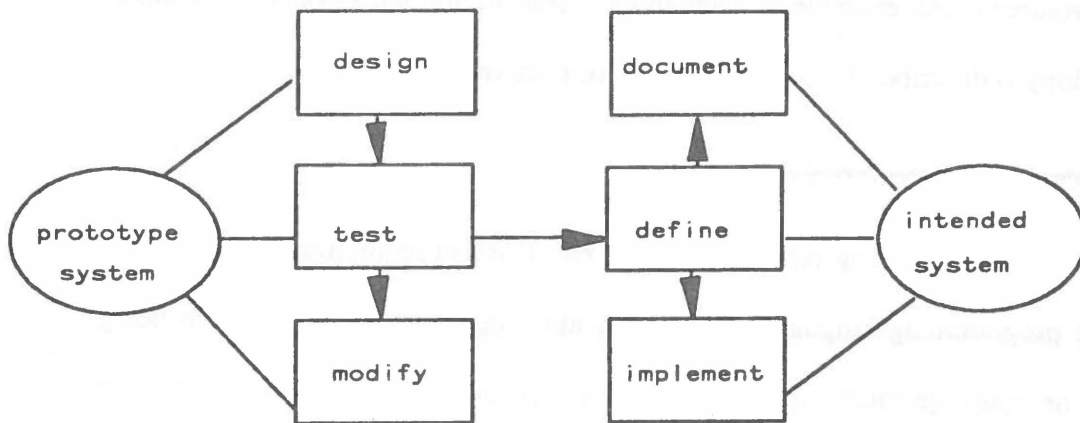 design
document
prototype
system
test
define
intended
system
modify
implement